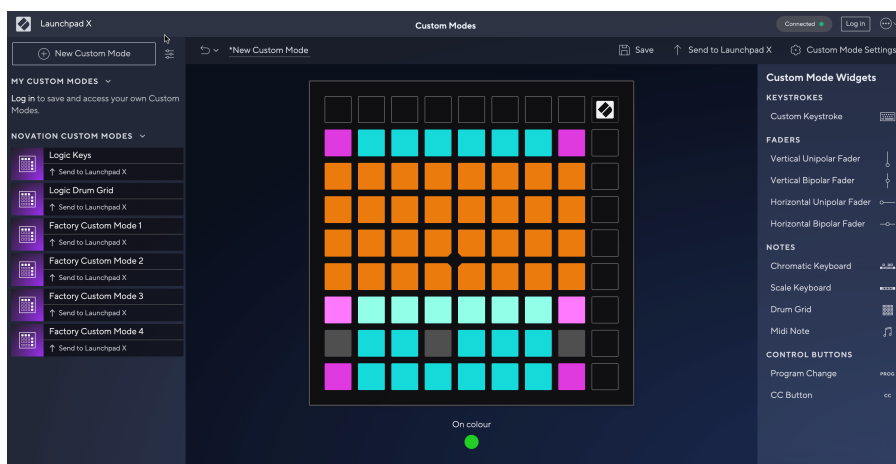 Launchpad X
Custom Modes
Connected
Log in
New Custom Mode
*New Custom Mode
Save
Send to Launchpad X
Custom Mode Settings
MY CUSTOM MODES
Log in to save and access your own Custom
Modes.
NOVATION CUSTOM MODES
Logic Keys
Send to Launchpad X
Logic Drum Grid
Send to Launchpad X
Factory Custom Mode 1
Send to Launchpad X
Factory Custom Mode 2
Send to Launchpad X
Factory Custom Mode 3
Send to Launchpad X
Factory Custom Mode 4
Send to Launchpad X
On colour
Custom Mode Widgets
KEYSTROKES
Custom Keystroke
FADERS
Vertical Unipolar Fader
Vertical Bipolar Fader
Horizontal Unipolar Fader
Horizontal Bipolar Fader
NOTES
Chromatic Keyboard
Scale Keyboard
Drum Grid
Midi Note
CONTROL BUTTONS
Program Change PROG
CC Button CC